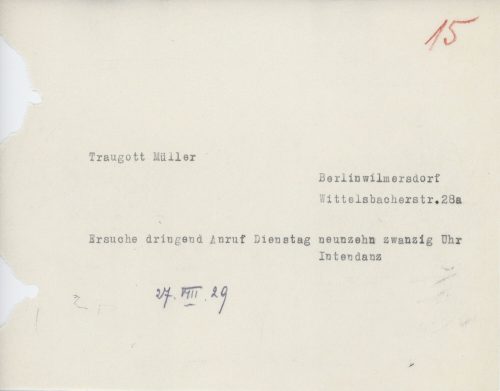 15
Traugott Müller
Berlinwilmersdorf
Wittelsbacherstr.28a
Ersuche dringend Anruf Dienstag neunzehn zwanzig Uhr
Intendanz
27. VIII. 29